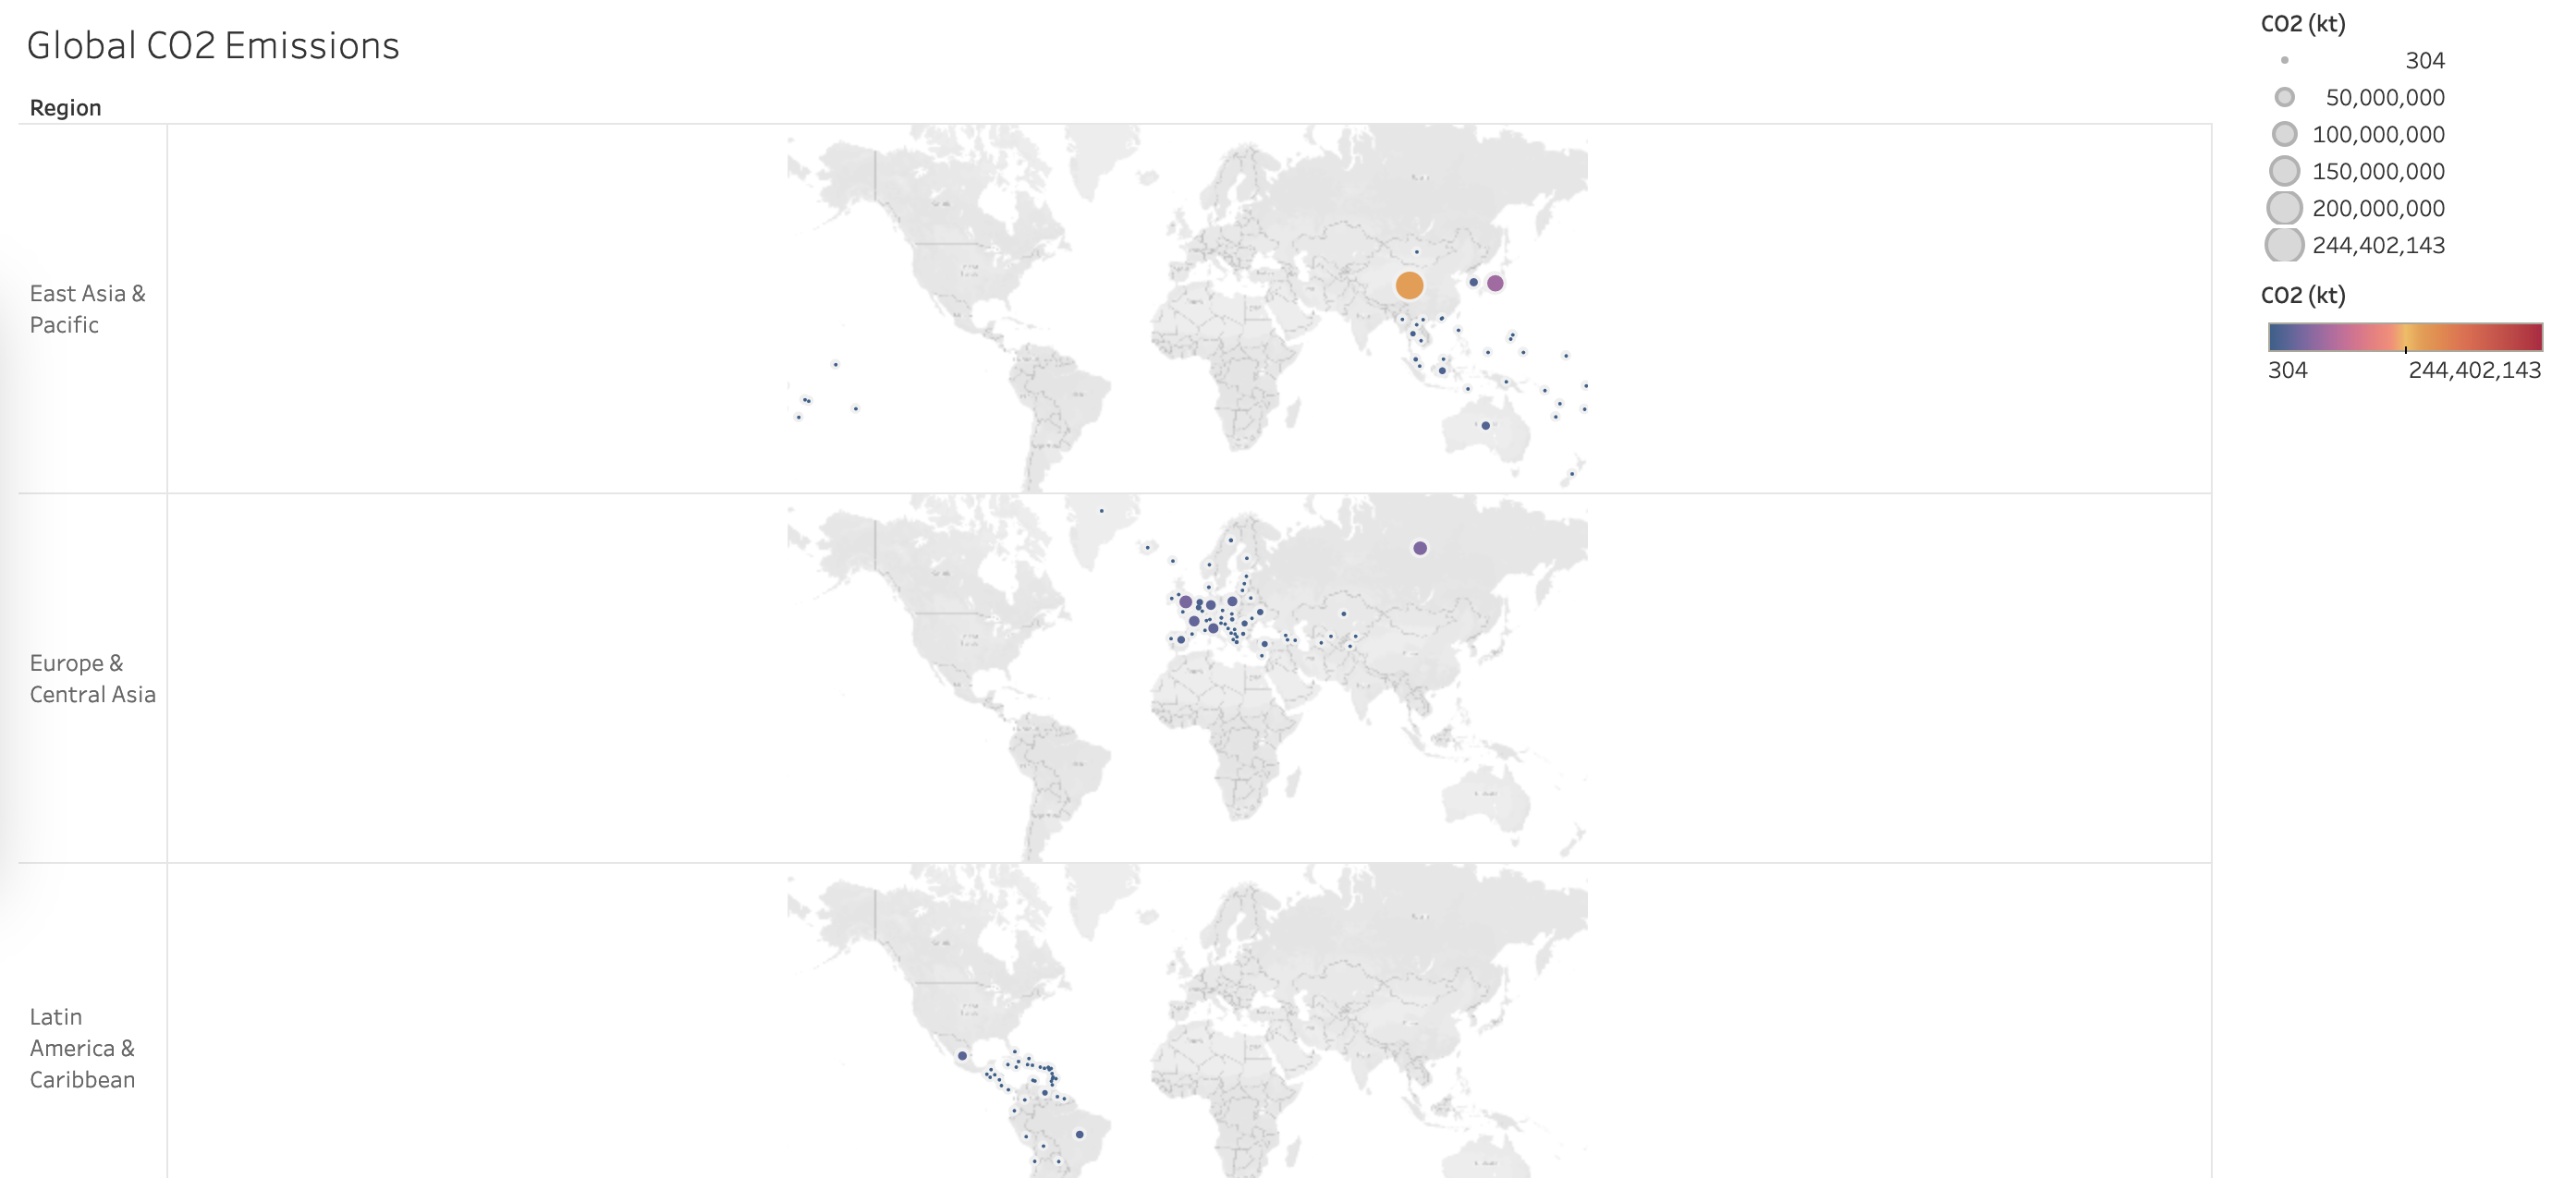 Global CO2 Emissions
Region
East Asia &
Pacific
Europe &
Central Asia
Latin
America &
Caribbean
CO2 (kt)
304
50,000,000
100,000,000
150,000,000
200,000,000
244,402,143
CO2 (kt)
304 244,402,143